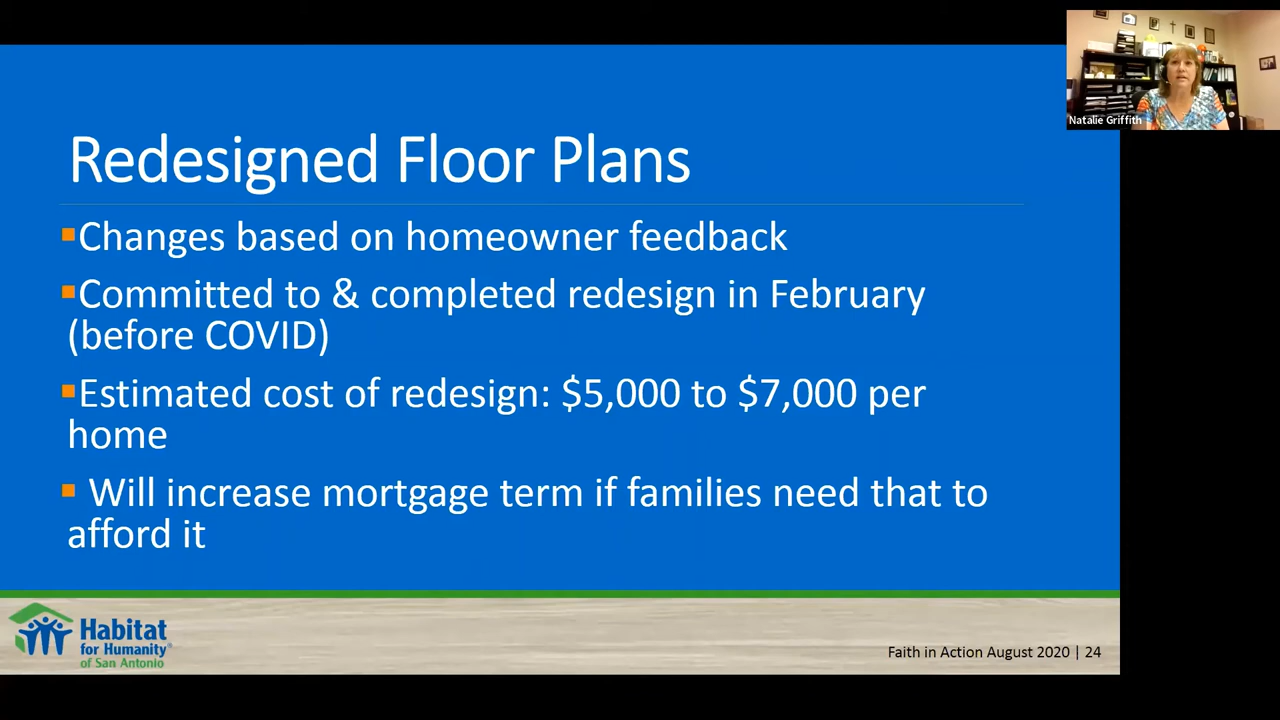 Natalie Griffith
Redesigned Floor Plans
▪Changes based on homeowner feedback
▪Committed to & completed redesign in February
(before COVID)
▪Estimated cost of redesign: $5,000 to $7,000 per
home
▪ Will increase mortgage term if families need that to
afford it
Habitat
for Humanity®
of San Antonio
Faith in Action August 2020 | 24